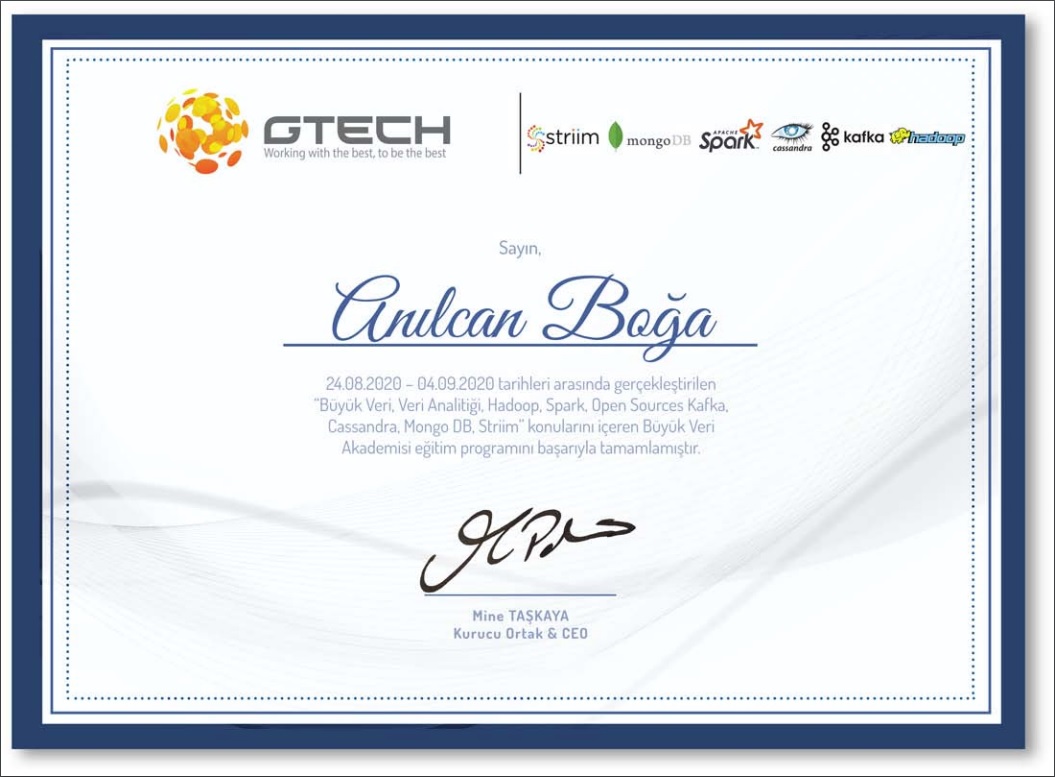 GTECH
Working with the best, to be the best
striim
mongoDB
APACHE
Spark
cassandra
kafka
hadoop
Sayın,
Anılcan Boğa
24.08.2020 – 04.09.2020 tarihleri arasında gerçekleştirilen
“Büyük Veri, Veri Analitiği, Hadoop, Spark, Open Sources Kafka,
Cassandra, Mongo DB, Striim” konularını içeren Büyük Veri
Akademisi eğitim programını başarıyla tamamlamıştır.
Mine TAŞKAYA
Kurucu Ortak & CEO